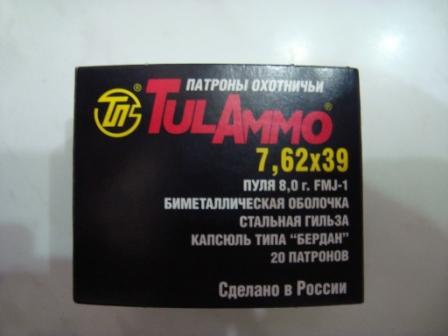 ПАТРОНЫ ОХОТНИЧЬИ
ТПЗ ® TULAMMO ®
7,62x39
ПУЛЯ 8,0 г. FMJ-1
БИМЕТАЛЛИЧЕСКАЯ ОБОЛОЧКА
СТАЛЬНАЯ ГИЛЬЗА
КАПСЮЛЬ ТИПА "БЕРДАН"
20 ПАТРОНОВ
Сделано в России